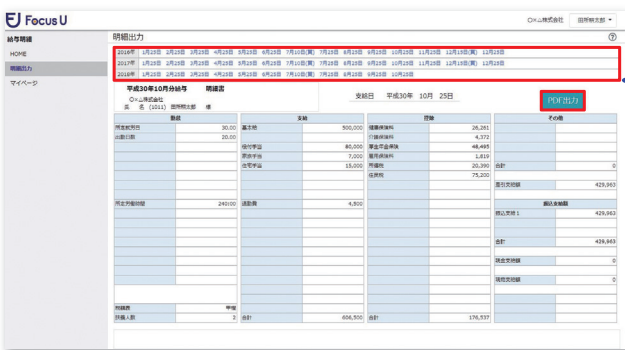 Focus U
○×△株式会社 田所明太郎
給与明細
HOME
明細出力
マイページ
明細出力
2016年 1月25日 2月25日 3月25日 4月25日 5月25日 6月25日 7月10日(賞) 7月25日 8月25日 9月25日 10月25日 11月25日 12月15日(賞) 12月25日
2017年 1月25日 2月25日 3月25日 4月25日 5月25日 6月25日 7月10日(賞) 7月25日 8月25日 9月25日 10月25日 11月25日 12月15日(賞) 12月25日
2018年 1月25日 2月25日 3月25日 4月25日 5月25日 6月25日 7月10日(賞) 7月25日 8月25日 9月25日 10月25日
平成30年10月分給与 明細書
○×△株式会社
氏 名 (1011) 田所明太郎 様
支給日 平成30年 10月 25日
PDF出力
勤怠 支給 控除 その他
所定就労日 30.00 基本給 500,000 健康保険料 26,261
出勤日数 20.00 介護保険料 4,372
役付手当 80,000 厚生年金保険 48,495
家族手当 7,000 雇用保険料 1,819
住宅手当 15,000 所得税 20,390 合計 0
住民税 75,200
差引支給額 429,963
所定労働時間 240:00 通勤費 4,500 振込支給額
振込支給1 429,963
合計 429,963
現金支給額 0
現物支給額 0
税額表 甲欄
扶養人数 3 合計 606,500 合計 176,537